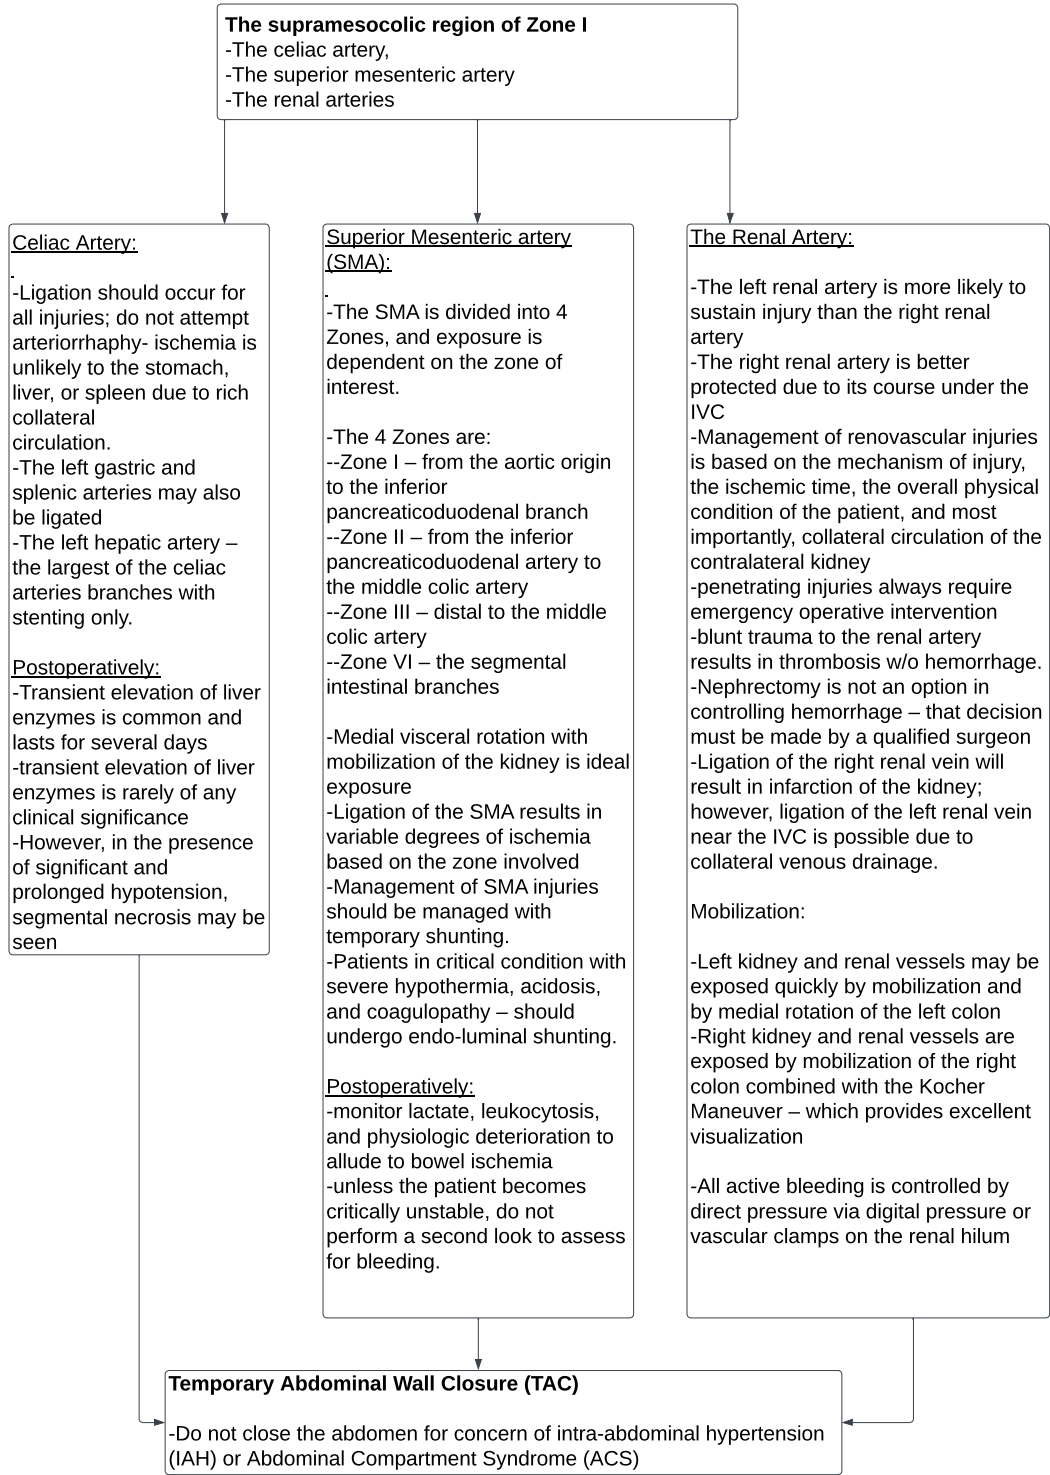 The supramesocolic region of Zone I
-The celiac artery,
-The superior mesenteric artery
-The renal arteries
Celiac Artery:
-Ligation should occur for
all injuries; do not attempt
arteriorrhaphy- ischemia is
unlikely to the stomach,
liver, or spleen due to rich
collateral
circulation.
-The left gastric and
splenic arteries may also
be ligated
-The left hepatic artery –
the largest of the celiac
arteries branches with
stenting only.
Postoperatively:
-Transient elevation of liver
enzymes is common and
lasts for several days
-transient elevation of liver
enzymes is rarely of any
clinical significance
-However, in the presence
of significant and
prolonged hypotension,
segmental necrosis may be
seen
Superior Mesenteric artery
(SMA):
-The SMA is divided into 4
Zones, and exposure is
dependent on the zone of
interest.
-The 4 Zones are:
--Zone I – from the aortic origin
to the inferior
pancreaticoduodenal branch
--Zone II – from the inferior
pancreaticoduodenal artery to
the middle colic artery
--Zone III – distal to the middle
colic artery
--Zone VI – the segmental
intestinal branches
-Medial visceral rotation with
mobilization of the kidney is ideal
exposure
-Ligation of the SMA results in
variable degrees of ischemia
based on the zone involved
-Management of SMA injuries
should be managed with
temporary shunting.
-Patients in critical condition with
severe hypothermia, acidosis,
and coagulopathy – should
undergo endo-luminal shunting.
Postoperatively:
-monitor lactate, leukocytosis,
and physiologic deterioration to
allude to bowel ischemia
-unless the patient becomes
critically unstable, do not
perform a second look to assess
for bleeding.
The Renal Artery:
-The left renal artery is more likely to
sustain injury than the right renal
artery
-The right renal artery is better
protected due to its course under the
IVC
-Management of renovascular injuries
is based on the mechanism of injury,
the ischemic time, the overall physical
condition of the patient, and most
importantly, collateral circulation of the
contralateral kidney
-penetrating injuries always require
emergency operative intervention
-blunt trauma to the renal artery
results in thrombosis w/o hemorrhage.
-Nephrectomy is not an option in
controlling hemorrhage – that decision
must be made by a qualified surgeon
-Ligation of the right renal vein will
result in infarction of the kidney;
however, ligation of the left renal vein
near the IVC is possible due to
collateral venous drainage.
Mobilization:
-Left kidney and renal vessels may be
exposed quickly by mobilization and
by medial rotation of the left colon
-Right kidney and renal vessels are
exposed by mobilization of the right
colon combined with the Kocher
Maneuver – which provides excellent
visualization
-All active bleeding is controlled by
direct pressure via digital pressure or
vascular clamps on the renal hilum
Temporary Abdominal Wall Closure (TAC)
-Do not close the abdomen for concern of intra-abdominal hypertension
(IAH) or Abdominal Compartment Syndrome (ACS)